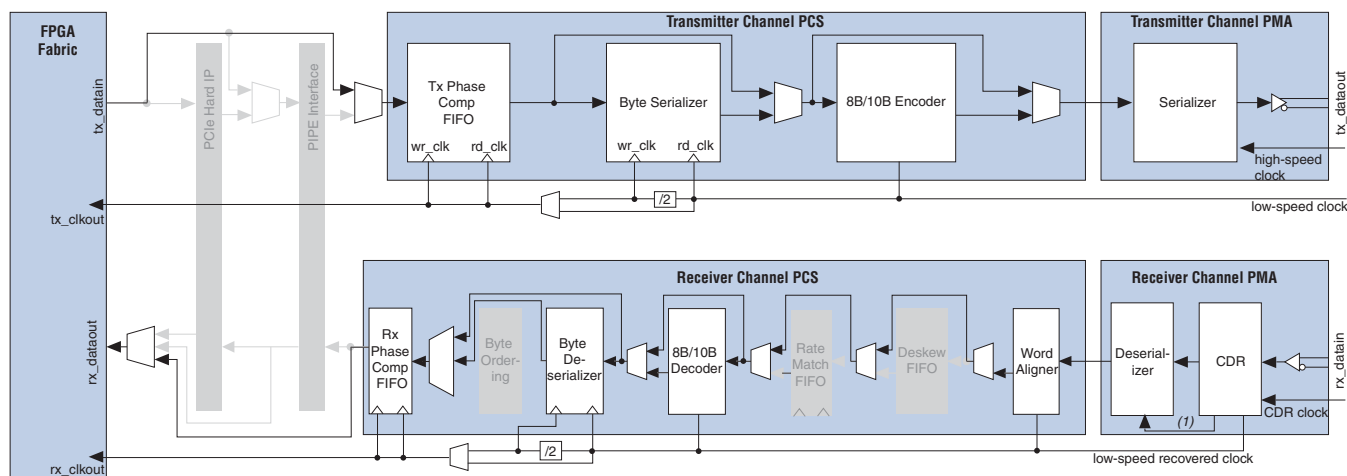 FPGA
Fabric
Transmitter Channel PCS
Transmitter Channel PMA
tx_datain
PCIe Hard IP
PIPE Interface
Tx Phase
Comp
FIFO
wr_clk
rd_clk
Byte Serializer
wr_clk
rd_clk
8B/10B Encoder
Serializer
tx_dataout
high-speed
clock
/2
tx_clkout
low-speed clock
Receiver Channel PCS
Receiver Channel PMA
rx_dataout
Rx
Phase
Comp
FIFO
Byte
Order-
ing
Byte
De-
serializer
8B/10B
Decoder
Rate
Match
FIFO
Deskew
FIFO
Word
Aligner
Deserial-
izer
CDR
rx_datain
CDR clock
(1)
/2
low-speed recovered clock
rx_clkout